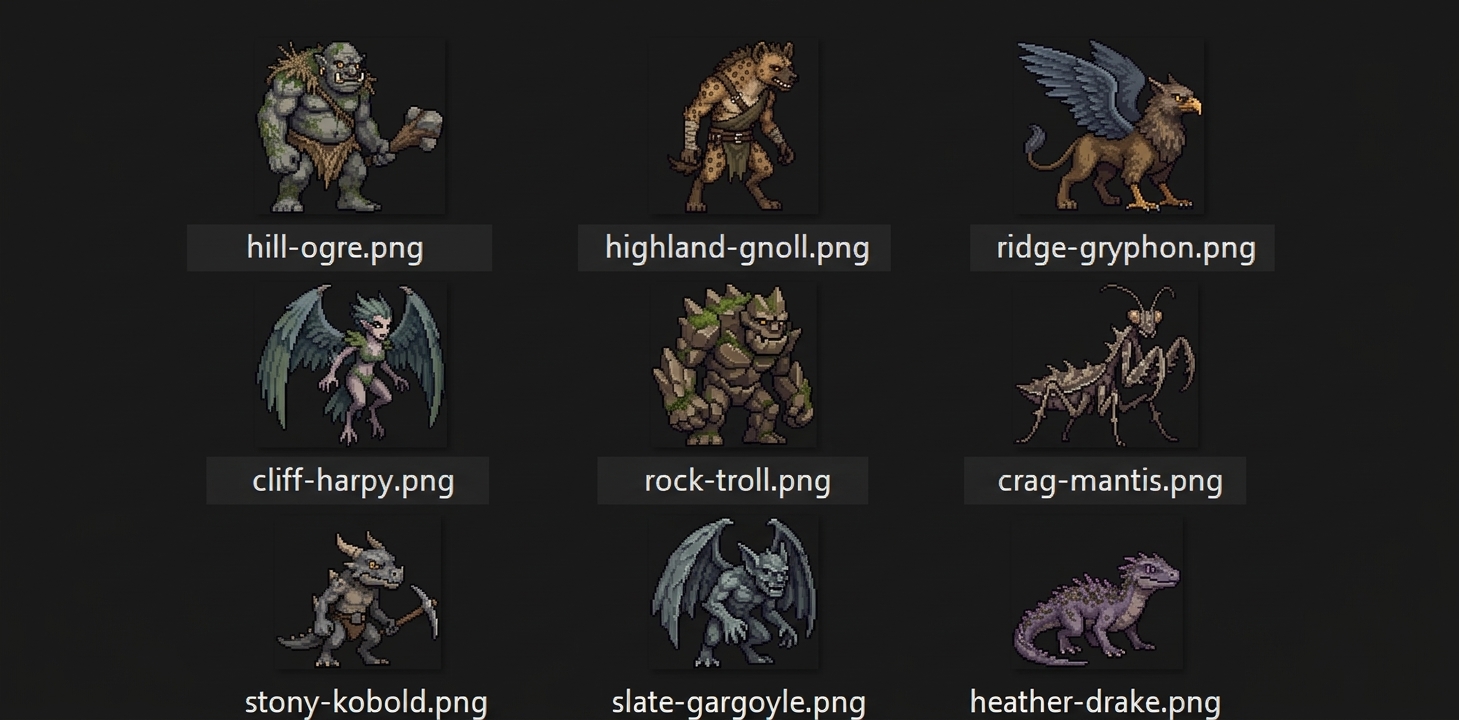 hill-ogre.png
highland-gnoll.png
ridge-gryphon.png
cliff-harpy.png
rock-troll.png
crag-mantis.png
stony-kobold.png
slate-gargoyle.png
heather-drake.png